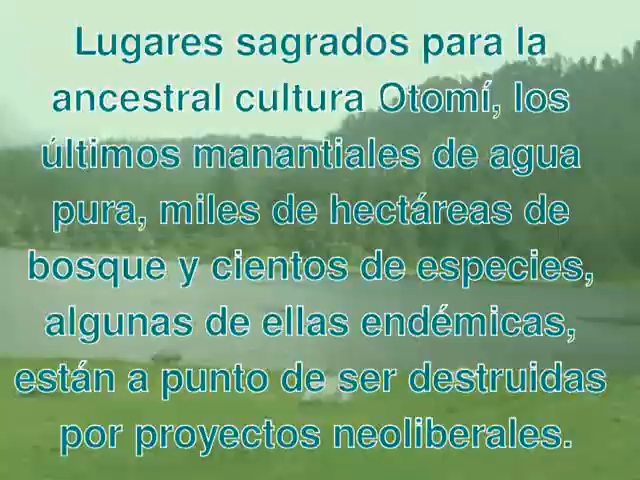 Lugares sagrados para la
ancestral cultura Otomí, los
últimos manantiales de agua
pura, miles de hectáreas de
bosque y cientos de especies,
algunas de ellas endémicas,
están a punto de ser destruidas
por proyectos neoliberales.